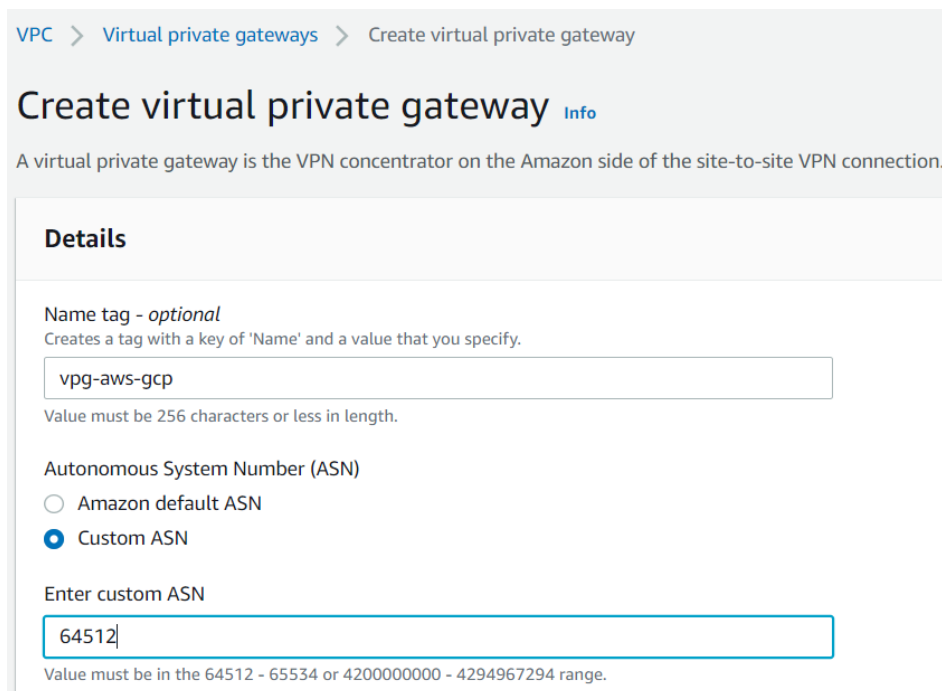 VPC > Virtual private gateways > Create virtual private gateway
Create virtual private gateway Info
A virtual private gateway is the VPN concentrator on the Amazon side of the site-to-site VPN connection.
Details
Name tag - optional
Creates a tag with a key of 'Name' and a value that you specify.
vpg-aws-gcp
Value must be 256 characters or less in length.
Autonomous System Number (ASN)
Amazon default ASN
Custom ASN
Enter custom ASN
64512
Value must be in the 64512 - 65534 or 4200000000 - 4294967294 range.